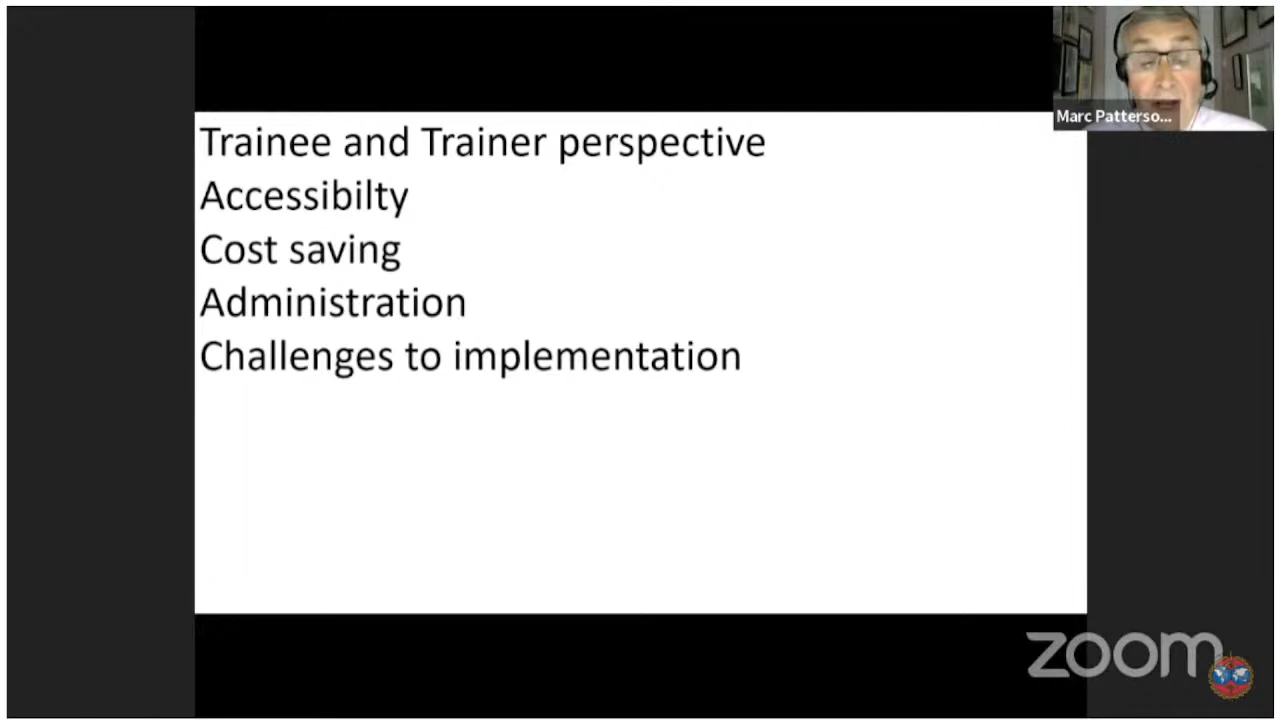 Marc Patterso...
Trainee and Trainer perspective
Accessibilty
Cost saving
Administration
Challenges to implementation
zoom